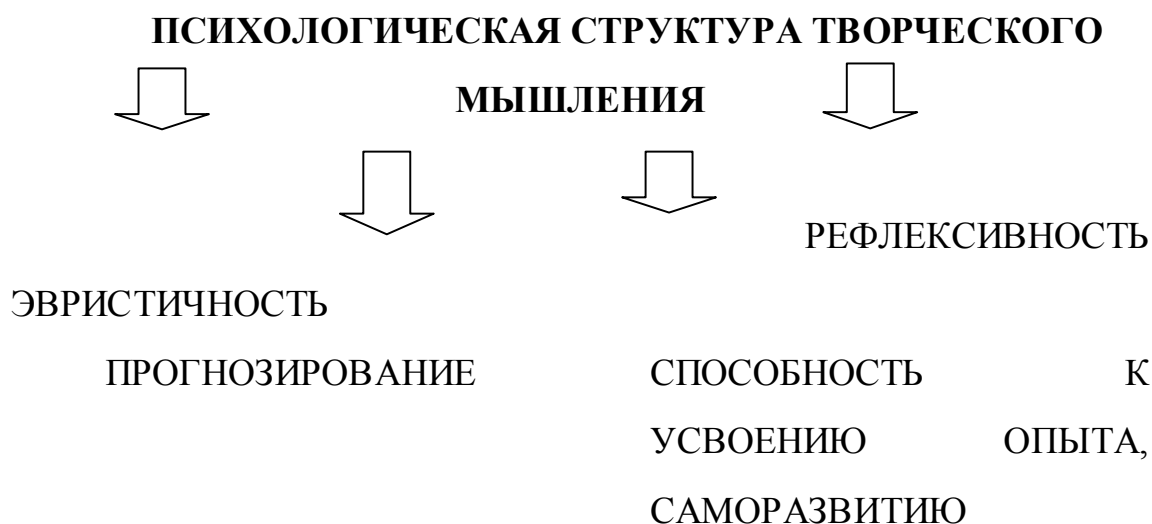 ПСИХОЛОГИЧЕСКАЯ СТРУКТУРА ТВОРЧЕСКОГО
МЫШЛЕНИЯ
РЕФЛЕКСИВНОСТЬ
ЭВРИСТИЧНОСТЬ
ПРОГНОЗИРОВАНИЕ
СПОСОБНОСТЬ К
УСВОЕНИЮ ОПЫТА,
САМОРАЗВИТИЮ